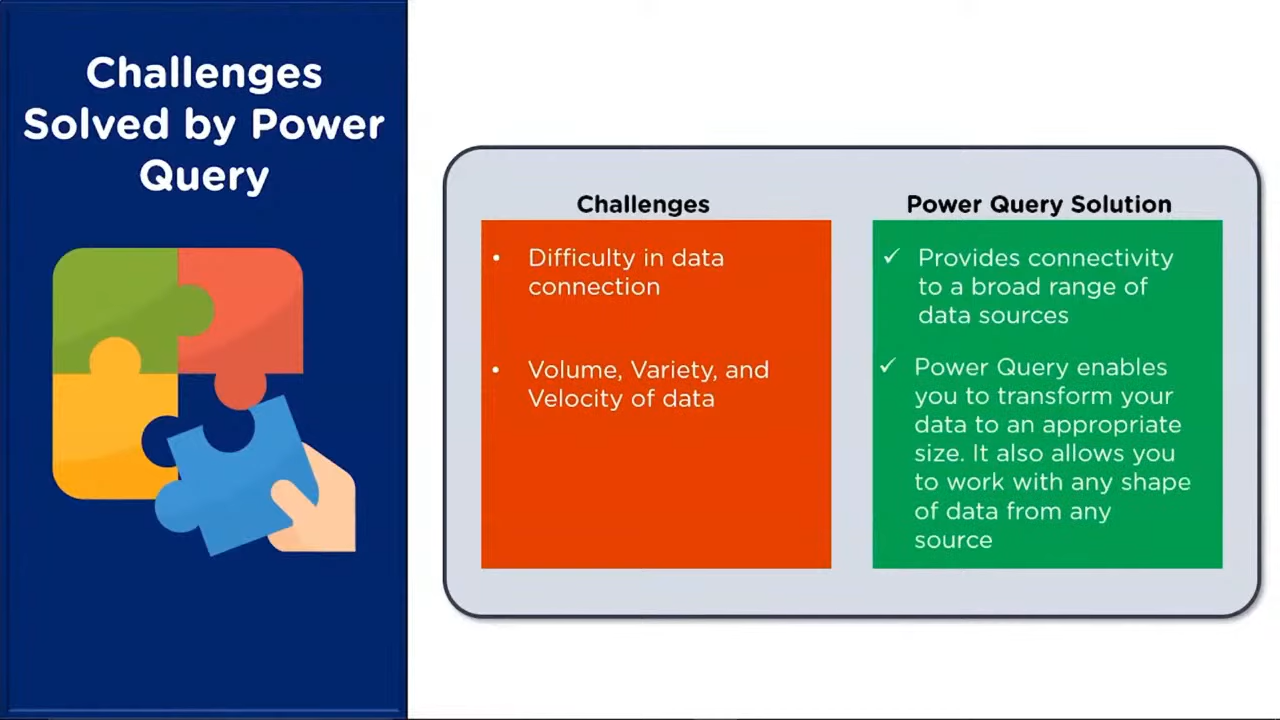 Challenges
Solved by Power
Query
Challenges
• Difficulty in data
connection
• Volume, Variety, and
Velocity of data
Power Query Solution
✓ Provides connectivity
to a broad range of
data sources
✓ Power Query enables
you to transform your
data to an appropriate
size. It also allows you
to work with any shape
of data from any
source